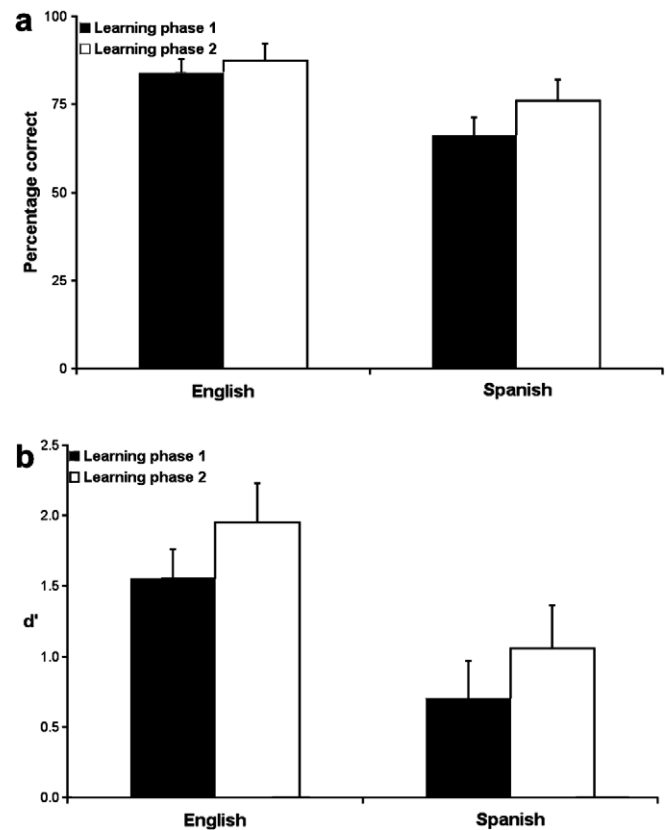 a
Learning phase 1
Learning phase 2
Percentage correct
100
75
50
25
0
English Spanish
b
Learning phase 1
Learning phase 2
d'
2.5
2.0
1.5
1.0
0.5
0.0
English Spanish